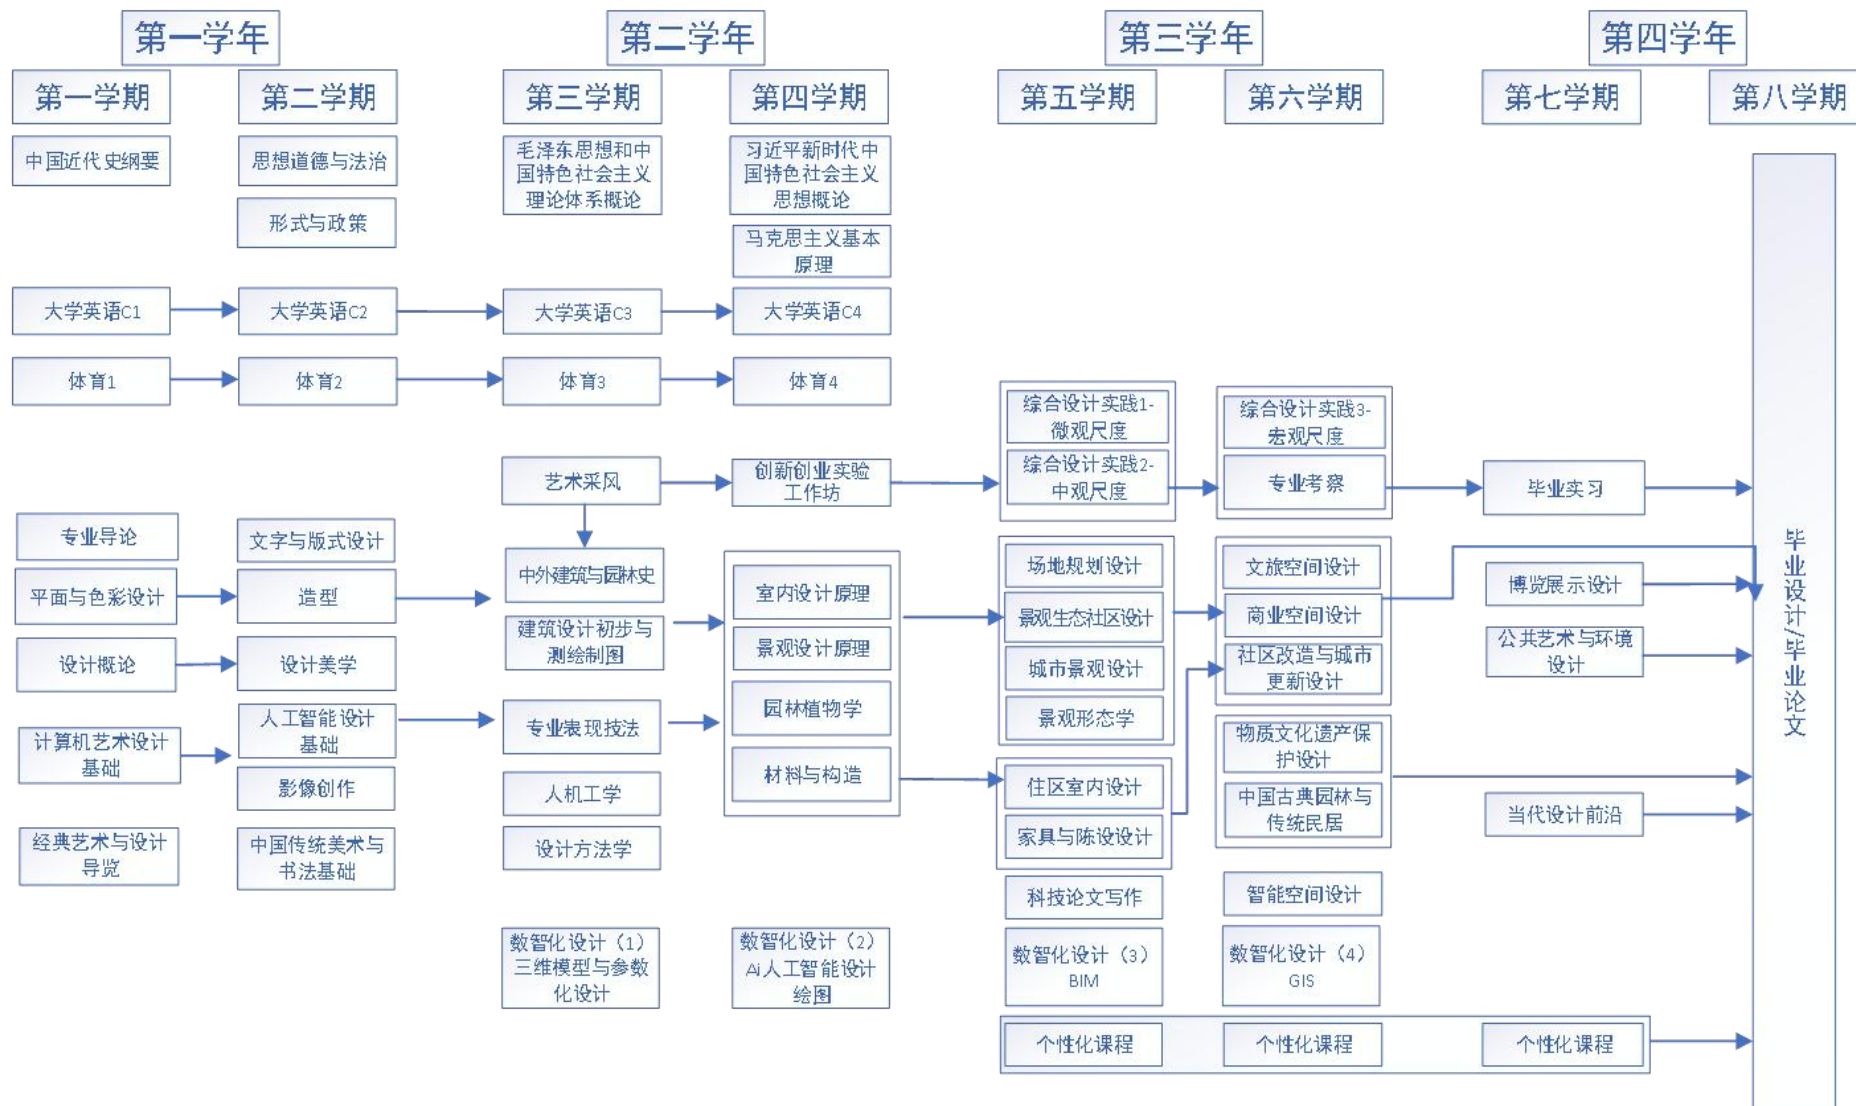 第一学年
第二学年
第三学年
第四学年
第一学期
第二学期
第三学期
第四学期
第五学期
第六学期
第七学期
第八学期
中国近代史纲要
思想道德与法治
毛泽东思想和中
国特色社会主义
理论体系概论
习近平新时代中
国特色社会主义
思想概论
形式与政策
马克思主义基本
原理
大学英语C1
大学英语C2
大学英语C3
大学英语C4
体育1
体育2
体育3
体育4
综合设计实践1-
微观尺度
综合设计实践3-
宏观尺度
艺术采风
创新创业实验
工作坊
综合设计实践2-
中观尺度
专业考察
毕业实习
专业导论
文字与版式设计
中外建筑与园林史
室内设计原理
场地规划设计
文旅空间设计
博览展示设计
平面与色彩设计
造型
建筑设计初步与
测绘制图
景观设计原理
景观生态社区设计
商业空间设计
公共艺术与环境
设计
设计概论
设计美学
城市景观设计
社区改造与城市
更新设计
毕业设计/毕业论文
人工智能设计
基础
专业表现技法
园林植物学
景观形态学
计算机艺术设计
基础
物质文化遗产保
护设计
影像创作
人机工学
材料与构造
住区室内设计
中国古典园林与
传统民居
当代设计前沿
经典艺术与设计
导览
中国传统美术与
书法基础
设计方法学
家具与陈设设计
科技论文写作
智能空间设计
数智化设计（1）
三维模型与参数
化设计
数智化设计（2）
Ai人工智能设计
绘图
数智化设计（3）
BIM
数智化设计（4）
GIS
个性化课程
个性化课程
个性化课程